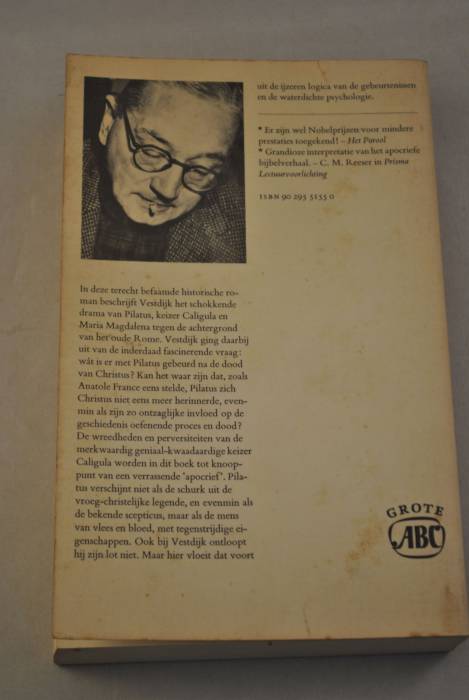 In deze terecht befaamde historische ro-
man beschrijft Vestdijk het schokkende
drama van Pilatus, keizer Caligula en
Maria Magdalena tegen de achtergrond
van het oude Rome. Vestdijk ging daarbij
uit van de inderdaad fascinerende vraag:
wát is er met Pilatus gebeurd na de dood
van Christus? Kan het waar zijn dat, zoals
Anatole France eens stelde, Pilatus zich
Christus niet eens meer herinnerde, even-
min als zijn zo ontzaglijke invloed op de
geschiedenis oefenende proces en dood?
De wreedheden en perversiteiten van de
merkwaardig geniaal-kwaadaardige keizer
Caligula worden in dit boek tot knoop-
punt van een verrassende 'apocrief'. Pila-
tus verschijnt niet als de schurk uit de
vroeg-christelijke legende, en evenmin als
de bekende scepticus, maar als de mens
van vlees en bloed, met tegenstrijdige ei-
genschappen. Ook bij Vestdijk ontloopt
hij zijn lot niet. Maar hier vloeit dat voort
uit de ijzeren logica van de gebeurtenissen
en de waterdichte psychologie.
* Er zijn wel Nobelprijzen voor mindere
prestaties toegekend! – Het Parool
* Grandioze interpretatie van het apocriefe
bijbelverhaal. – C. M. Reeser in Prisma
Lectuurvoorlichting
ISBN 90 295 5155 0
GROTE
ABC